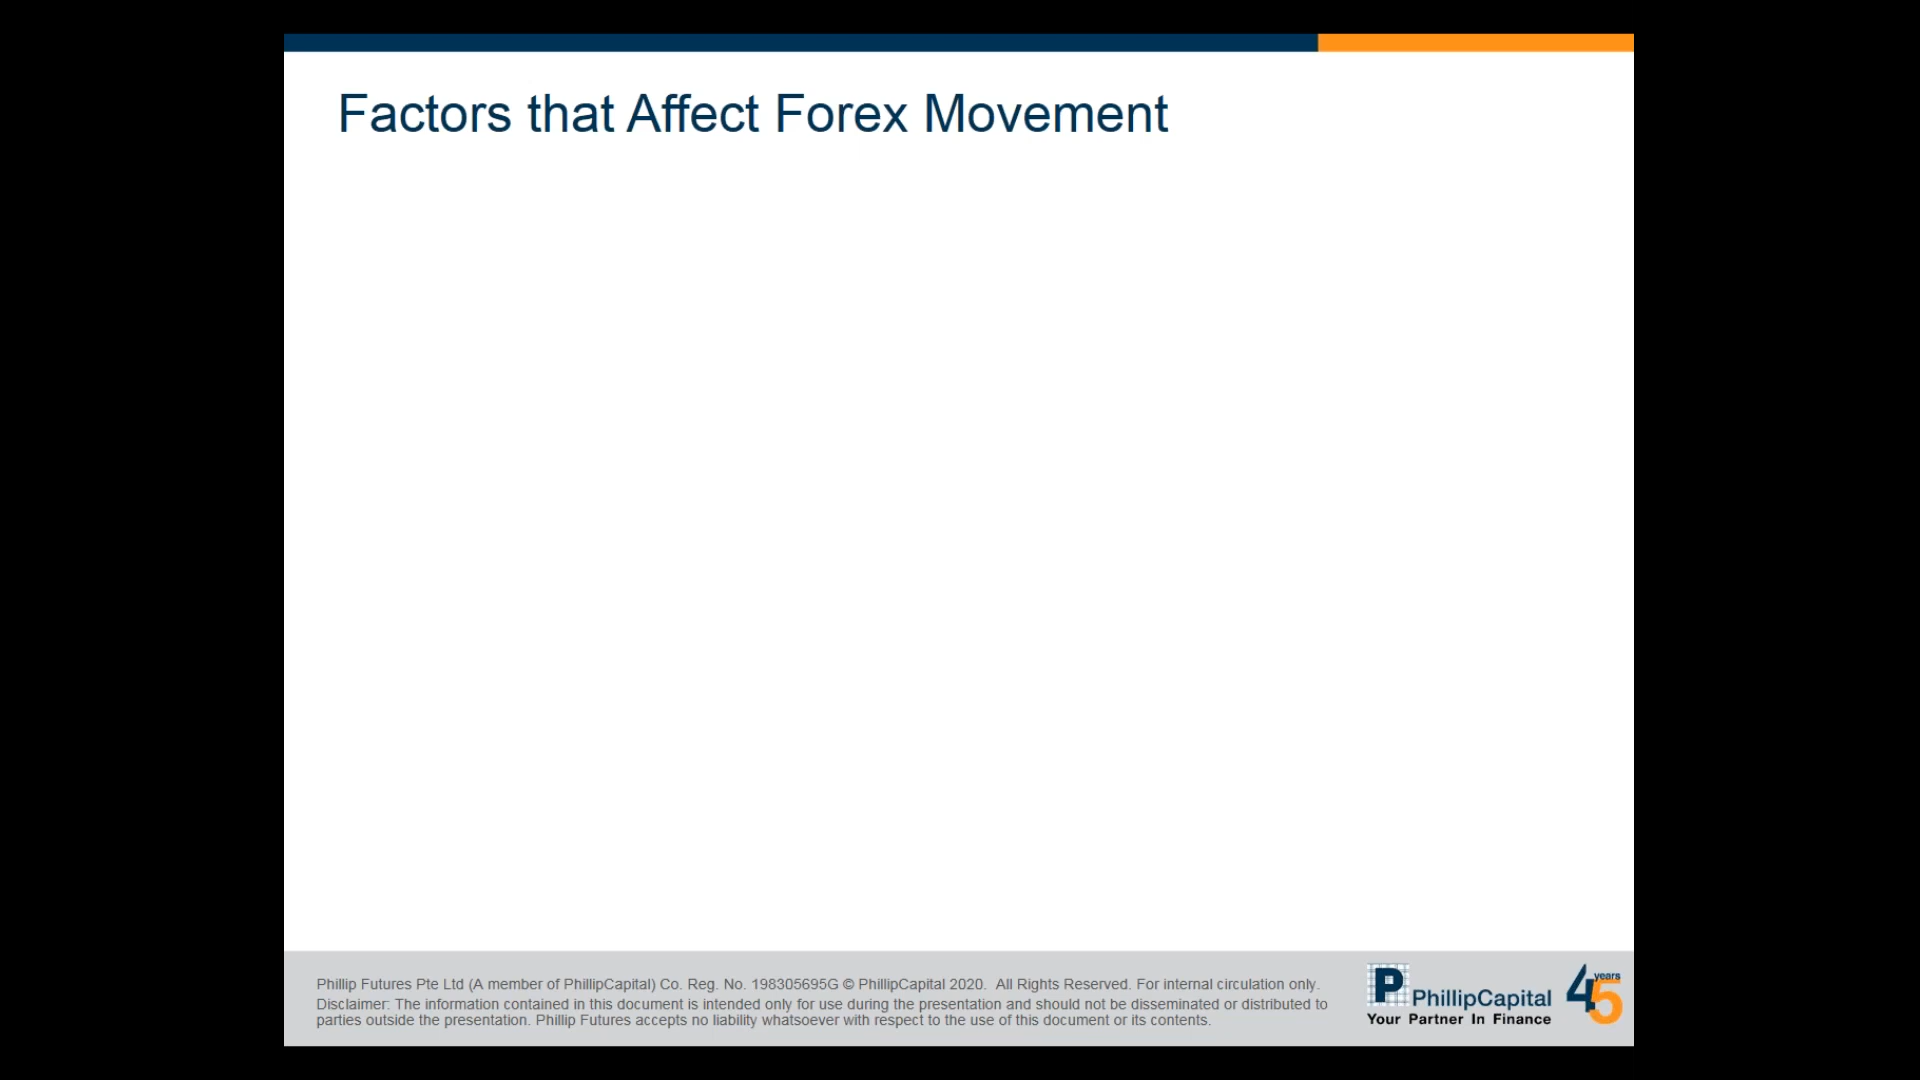 Factors that Affect Forex Movement
Phillip Futures Pte Ltd (A member of PhillipCapital) Co. Reg. No. 198305695G © PhillipCapital 2020.  All Rights Reserved. For internal circulation only.
Disclaimer: The information contained in this document is intended only for use during the presentation and should not be disseminated or distributed to
parties outside the presentation. Phillip Futures accepts no liability whatsoever with respect to the use of this document or its contents.
P PhillipCapital
Your Partner In Finance
45 years